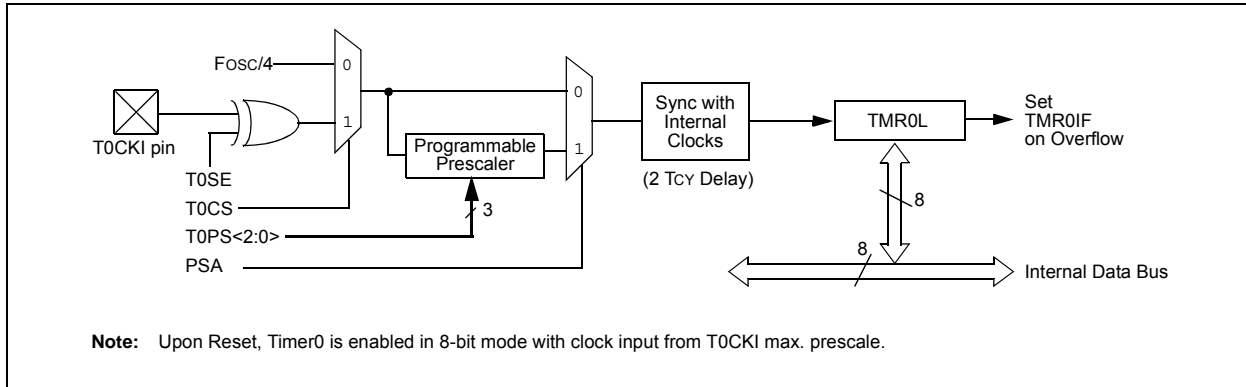 FOSC/4
0
1
T0CKI pin
T0SE
T0CS
T0PS<2:0>
PSA
Programmable
Prescaler
3
0
1
Sync with
Internal
Clocks
(2 TCY Delay)
TMR0L
Set
TMR0IF
on Overflow
8
8
Internal Data Bus
Note: Upon Reset, Timer0 is enabled in 8-bit mode with clock input from T0CKI max. prescale.